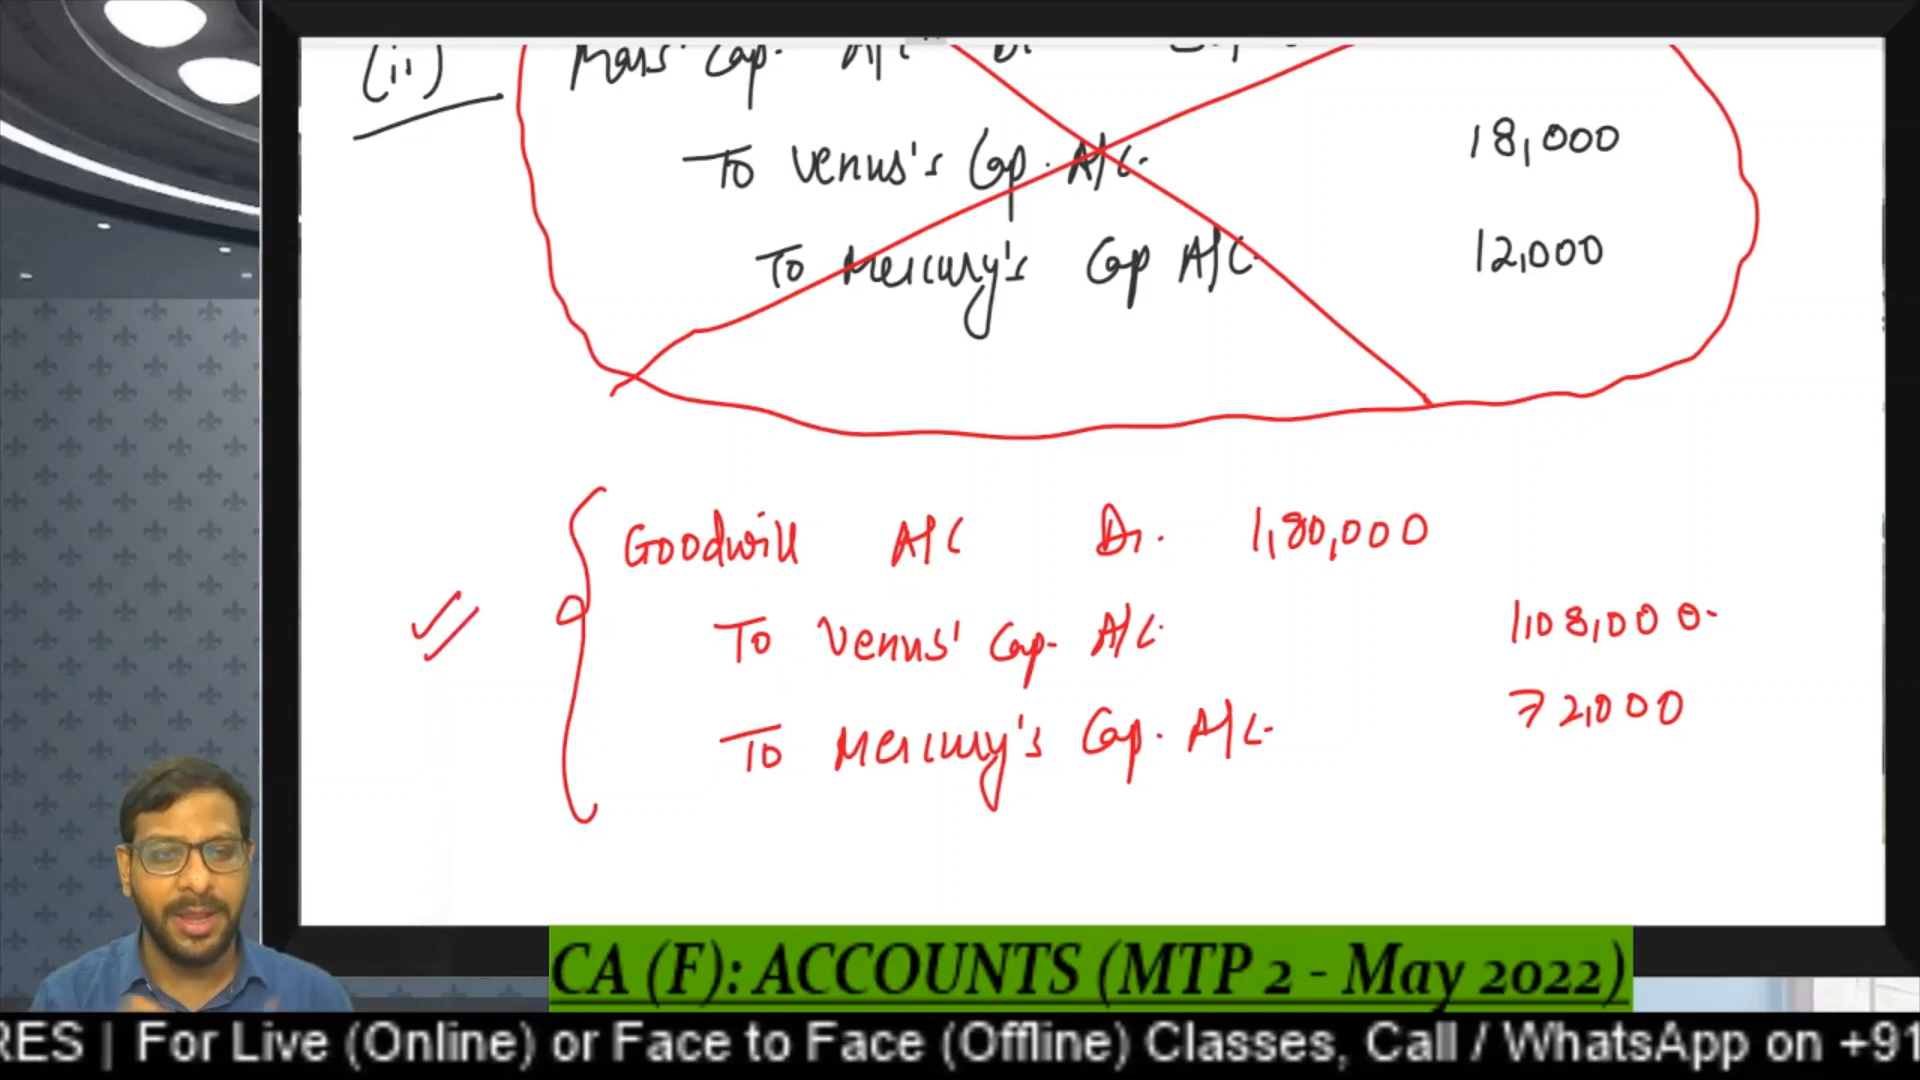 (ii) Mars' Cap. A/C Dr
To Venus's Cap. A/C. 18,000
To Mercury's Cap A/C. 12,000
Goodwill A/C Dr. 1,80,000
To Venus' Cap. A/C. 1,08,000.
To Mercury's Cap. A/C. 72,000
CA (F): ACCOUNTS (MTP 2 - May 2022)
RES | For Live (Online) or Face to Face (Offline) Classes, Call / WhatsApp on +91